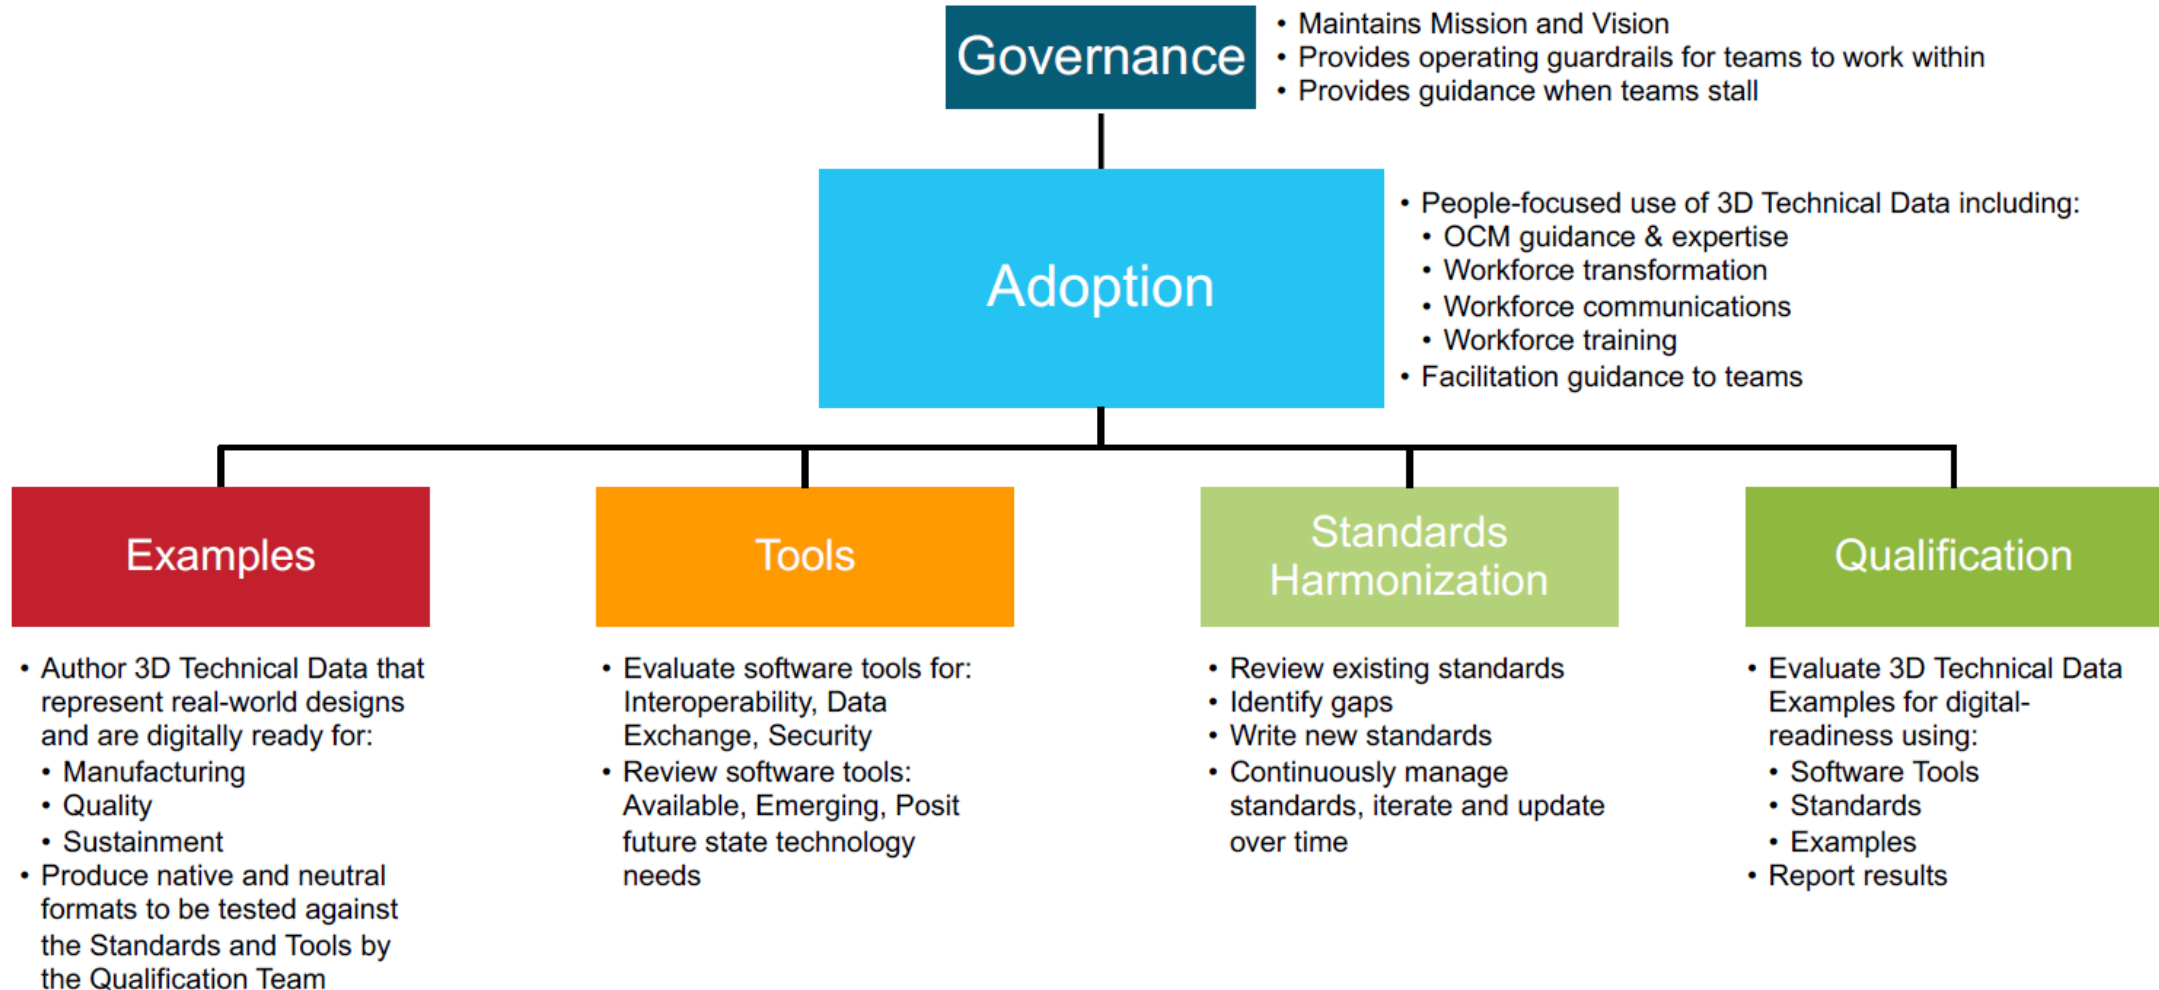 Governance
• Maintains Mission and Vision
• Provides operating guardrails for teams to work within
• Provides guidance when teams stall
Adoption
• People-focused use of 3D Technical Data including:
• OCM guidance & expertise
• Workforce transformation
• Workforce communications
• Workforce training
• Facilitation guidance to teams
Examples
• Author 3D Technical Data that
represent real-world designs
and are digitally ready for:
• Manufacturing
• Quality
• Sustainment
• Produce native and neutral
formats to be tested against
the Standards and Tools by
the Qualification Team
Tools
• Evaluate software tools for:
Interoperability, Data
Exchange, Security
• Review software tools:
Available, Emerging, Posit
future state technology
needs
Standards
Harmonization
• Review existing standards
• Identify gaps
• Write new standards
• Continuously manage
standards, iterate and update
over time
Qualification
• Evaluate 3D Technical Data
Examples for digital-
readiness using:
• Software Tools
• Standards
• Examples
• Report results